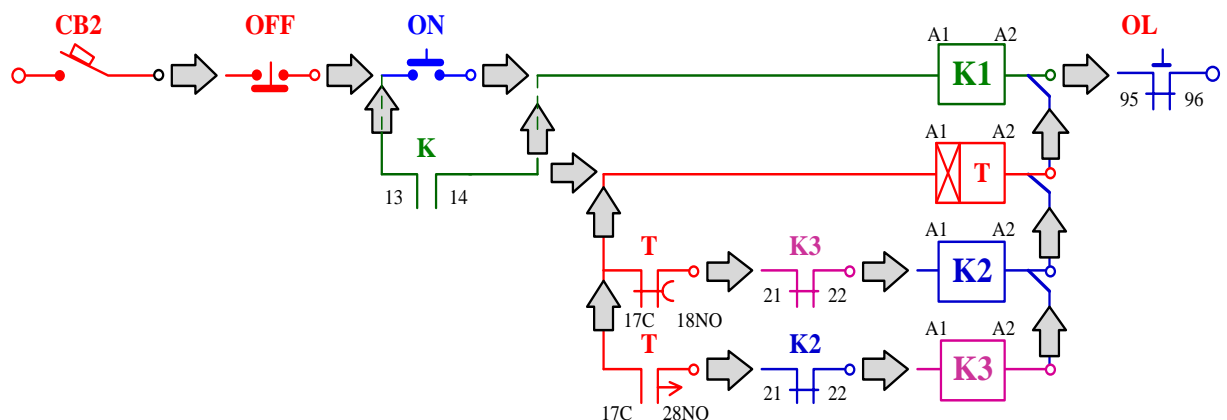 CB2 OFF ON A1 A2 OL
K1
95 96
K
13 14
A1 A2
T
T K3 A1 A2
K2
21 22
17C 18NO
T K2 A1 A2
K3
21 22
17C 28NO